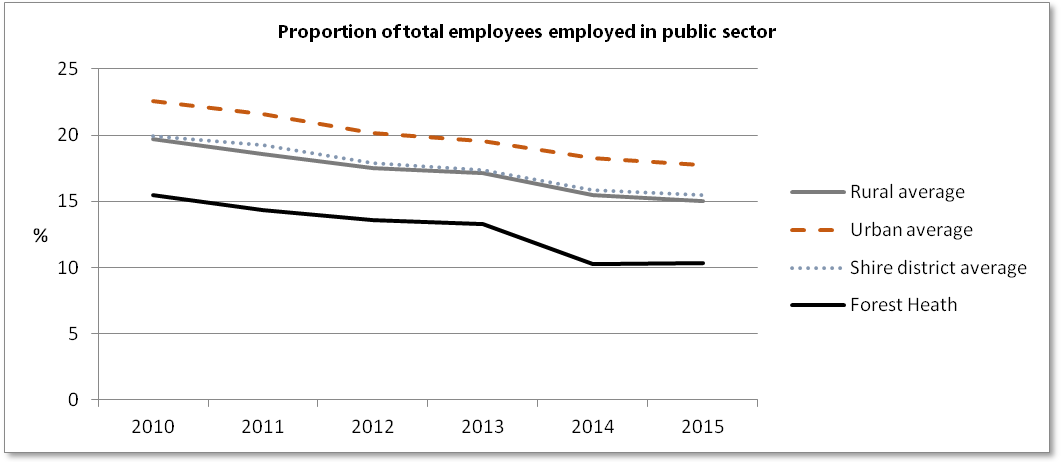 Proportion of total employees employed in public sector
25
20
15
10
5
0
%
2010 2011 2012 2013 2014 2015
Rural average
Urban average
Shire district average
Forest Heath